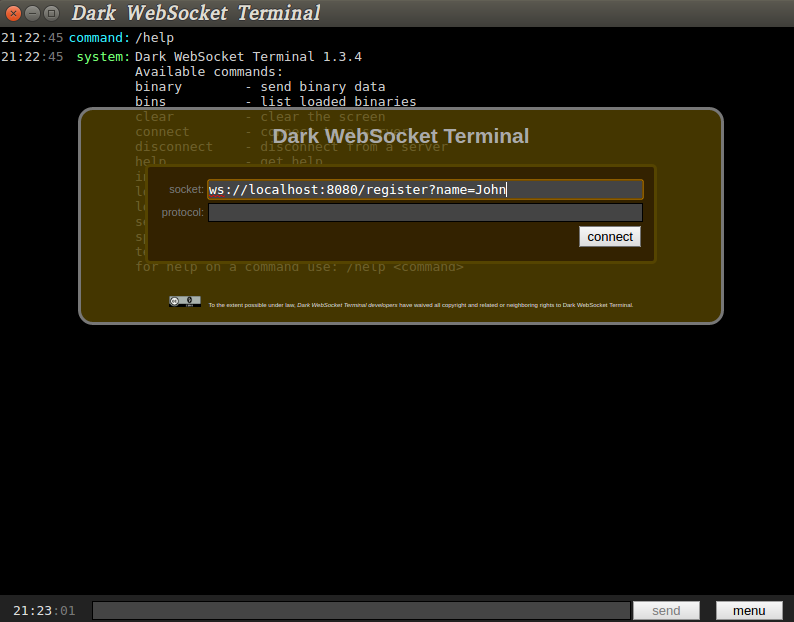 Dark WebSocket Terminal
21:22:45 command: /help
21:22:45 system: Dark WebSocket Terminal 1.3.4
Available commands:
binary - send binary data
bins - list loaded binaries
clear - clear the screen
connect -
Dark WebSocket Terminal
disconnect - disconnect from a server
help - get help
socket: ws://localhost:8080/register?name=John
protocol:
connect
for help on a command use: /help <command>
To the extent possible under law, Dark WebSocket Terminal developers have waived all copyright and related or neighboring rights to Dark WebSocket Terminal.
21:23:01 send menu